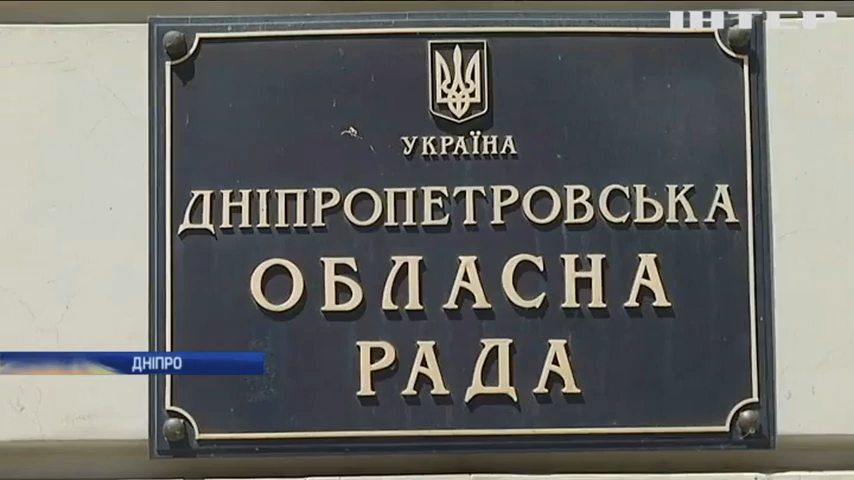 ІНТЕР
УКРАЇНА
ДНІПРОПЕТРОВСЬКА
ОБЛАСНА
РАДА
ДНІПРО